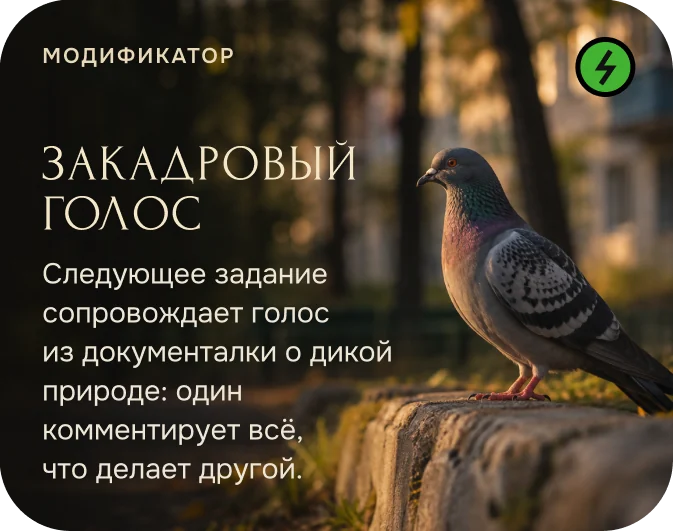 МОДИФИКАТОР
ЗАКАДРОВЫЙ
ГОЛОС
Следующее задание
сопровождает голос
из документалки о дикой
природе: один
комментирует всё,
что делает другой.